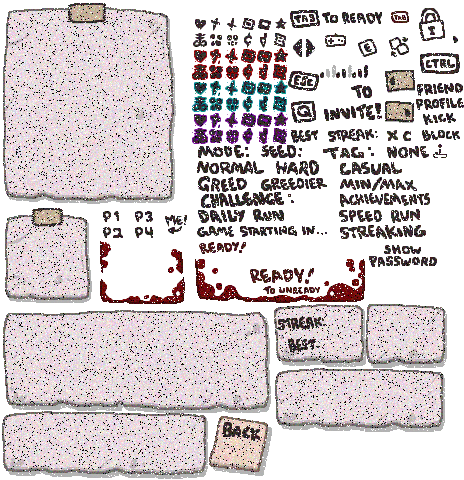 TAB TO READY TAB
E
CTRL
ESC
TO
INVITE!
Q
FRIEND
PROFILE
KICK
BEST STREAK: X C BLOCK
MODE: SEED: TAG: NONE
NORMAL HARD CASUAL
GREED GREEDIER MIN/MAX
CHALLENGE: ACHIEVEMENTS
P1 P3 ME! DAILY RUN SPEED RUN
P2 P4 GAME STARTING IN... STREAKING
READY! SHOW
PASSWORD
READY!
TO UNREADY
STREAK:
BEST:
BACK